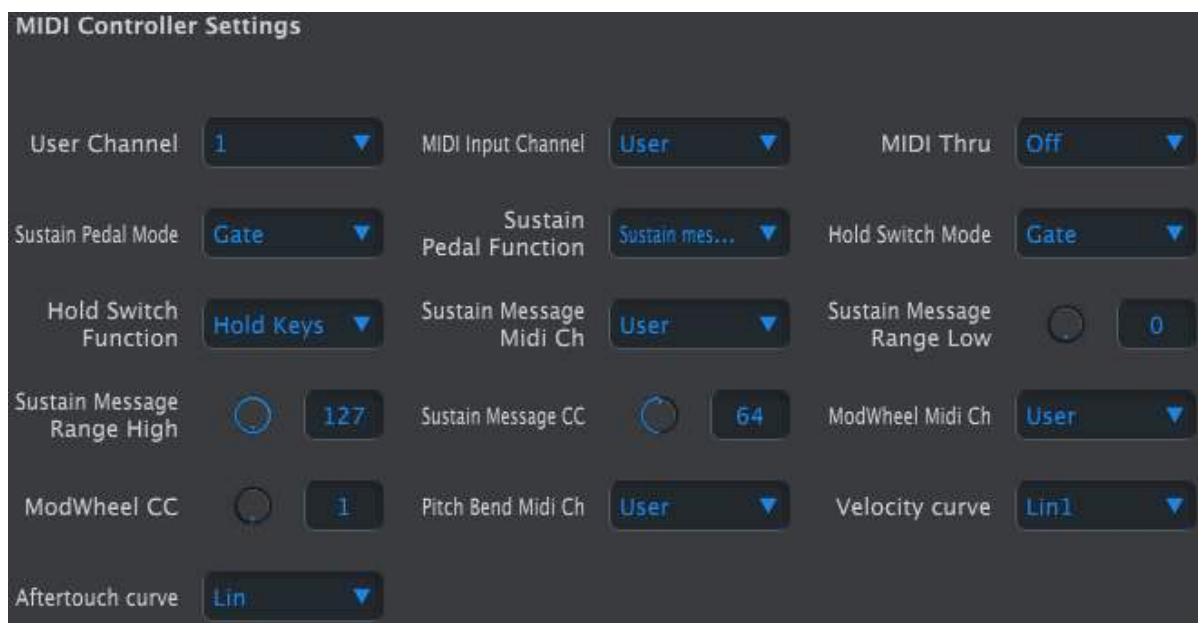 MIDI Controller Settings
User Channel
1
MIDI Input Channel
User
MIDI Thru
Off
Sustain Pedal Mode
Gate
Sustain
Pedal Function
Sustain mes...
Hold Switch Mode
Gate
Hold Switch
Function
Hold Keys
Sustain Message
Midi Ch
User
Sustain Message
Range Low
0
Sustain Message
Range High
127
Sustain Message CC
64
ModWheel Midi Ch
User
ModWheel CC
1
Pitch Bend Midi Ch
User
Velocity curve
Lin1
Aftertouch curve
Lin